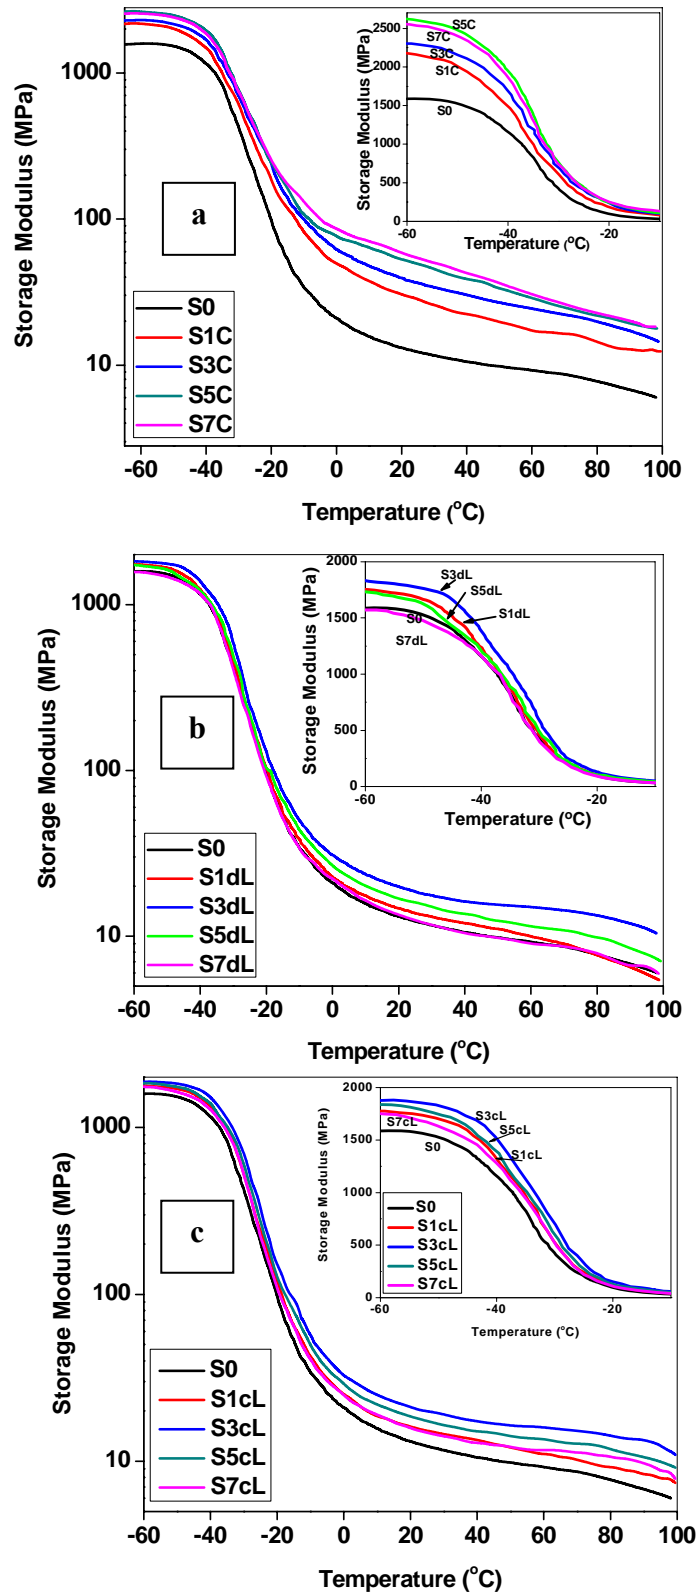 Storage Modulus (MPa)
1000
100
10
-60 -40 -20 0 20 40 60 80 100
Temperature (°C)
a
S0
S1C
S3C
S5C
S7C
Storage Modulus (MPa)
2500
2000
1500
1000
500
0
-60 -40 -20
Temperature (°C)
S5C
S7C
S3C
S1C
S0
Storage Modulus (MPa)
1000
100
10
-60 -40 -20 0 20 40 60 80 100
Temperature (°C)
b
S0
S1dL
S3dL
S5dL
S7dL
Storage Modulus (MPa)
2000
1500
1000
500
0
-60 -40 -20
Temperature (°C)
S3dL
S5dL
S1dL
S0
S7dL
Storage Modulus (MPa)
1000
100
10
-60 -40 -20 0 20 40 60 80 100
Temperature (°C)
c
S0
S1cL
S3cL
S5cL
S7cL
Storage Modulus (MPa)
2000
1500
1000
500
0
-60 -40 -20
Temperature (°C)
S3cL
S7cL
S5cL
S1cL
S0
S0
S1cL
S3cL
S5cL
S7cL